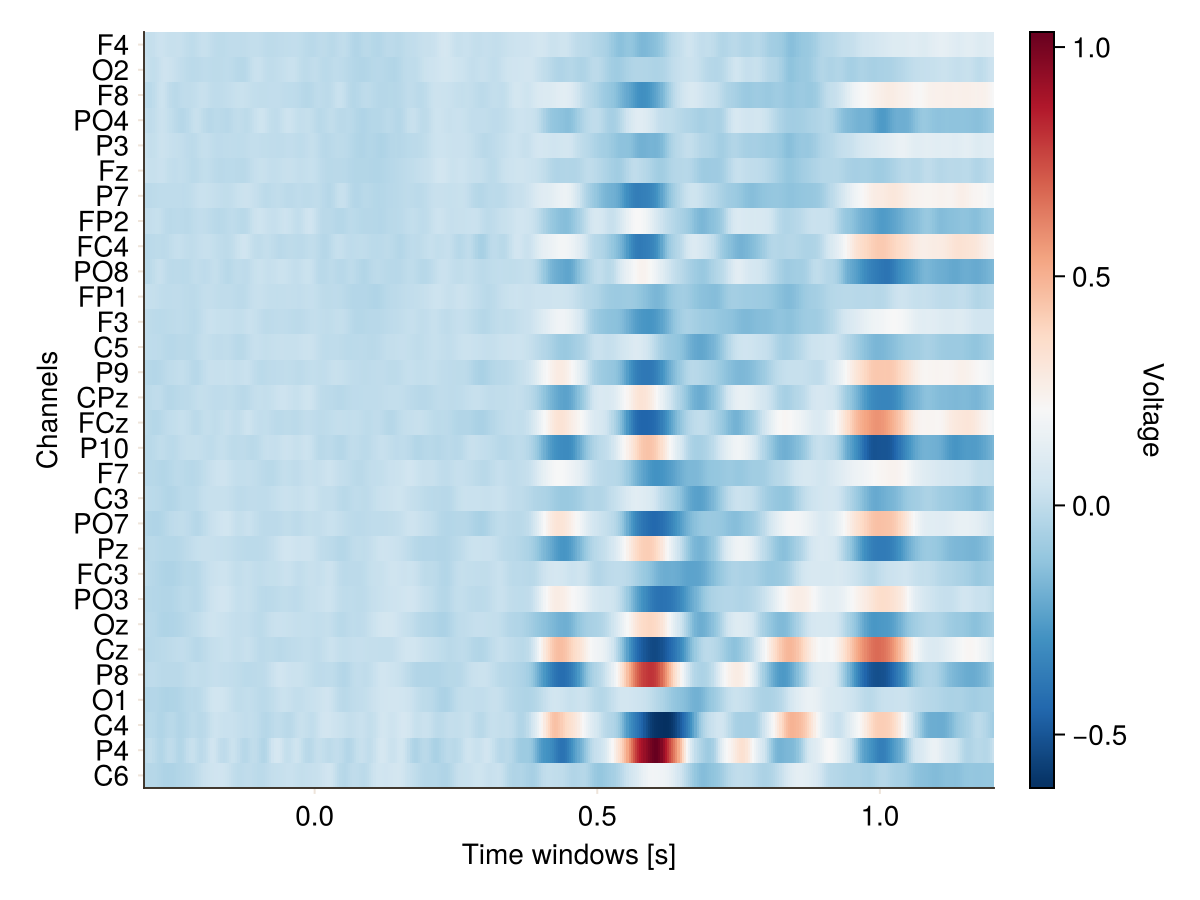 F4
O2
F8
PO4
P3
Fz
P7
FP2
FC4
PO8
FP1
F3
C5
P9
CPz
FCz
P10
F7
C3
PO7
Pz
FC3
PO3
Oz
Cz
P8
O1
C4
P4
C6
Channels
0.0
0.5
1.0
Time windows [s]
1.0
0.5
0.0
−0.5
Voltage